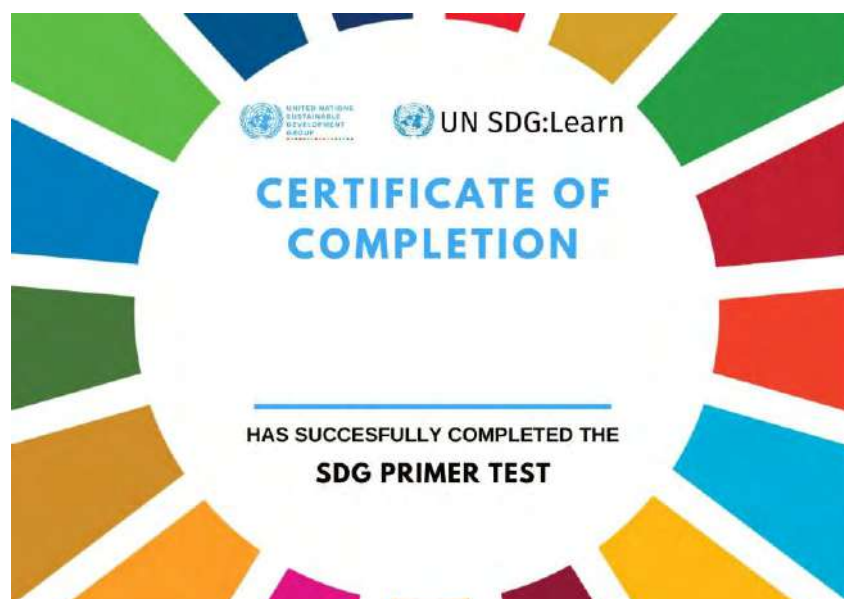 UNITED NATIONS
SUSTAINABLE
DEVELOPMENT
GROUP
UN SDG:Learn
CERTIFICATE OF
COMPLETION
HAS SUCCESFULLY COMPLETED THE
SDG PRIMER TEST